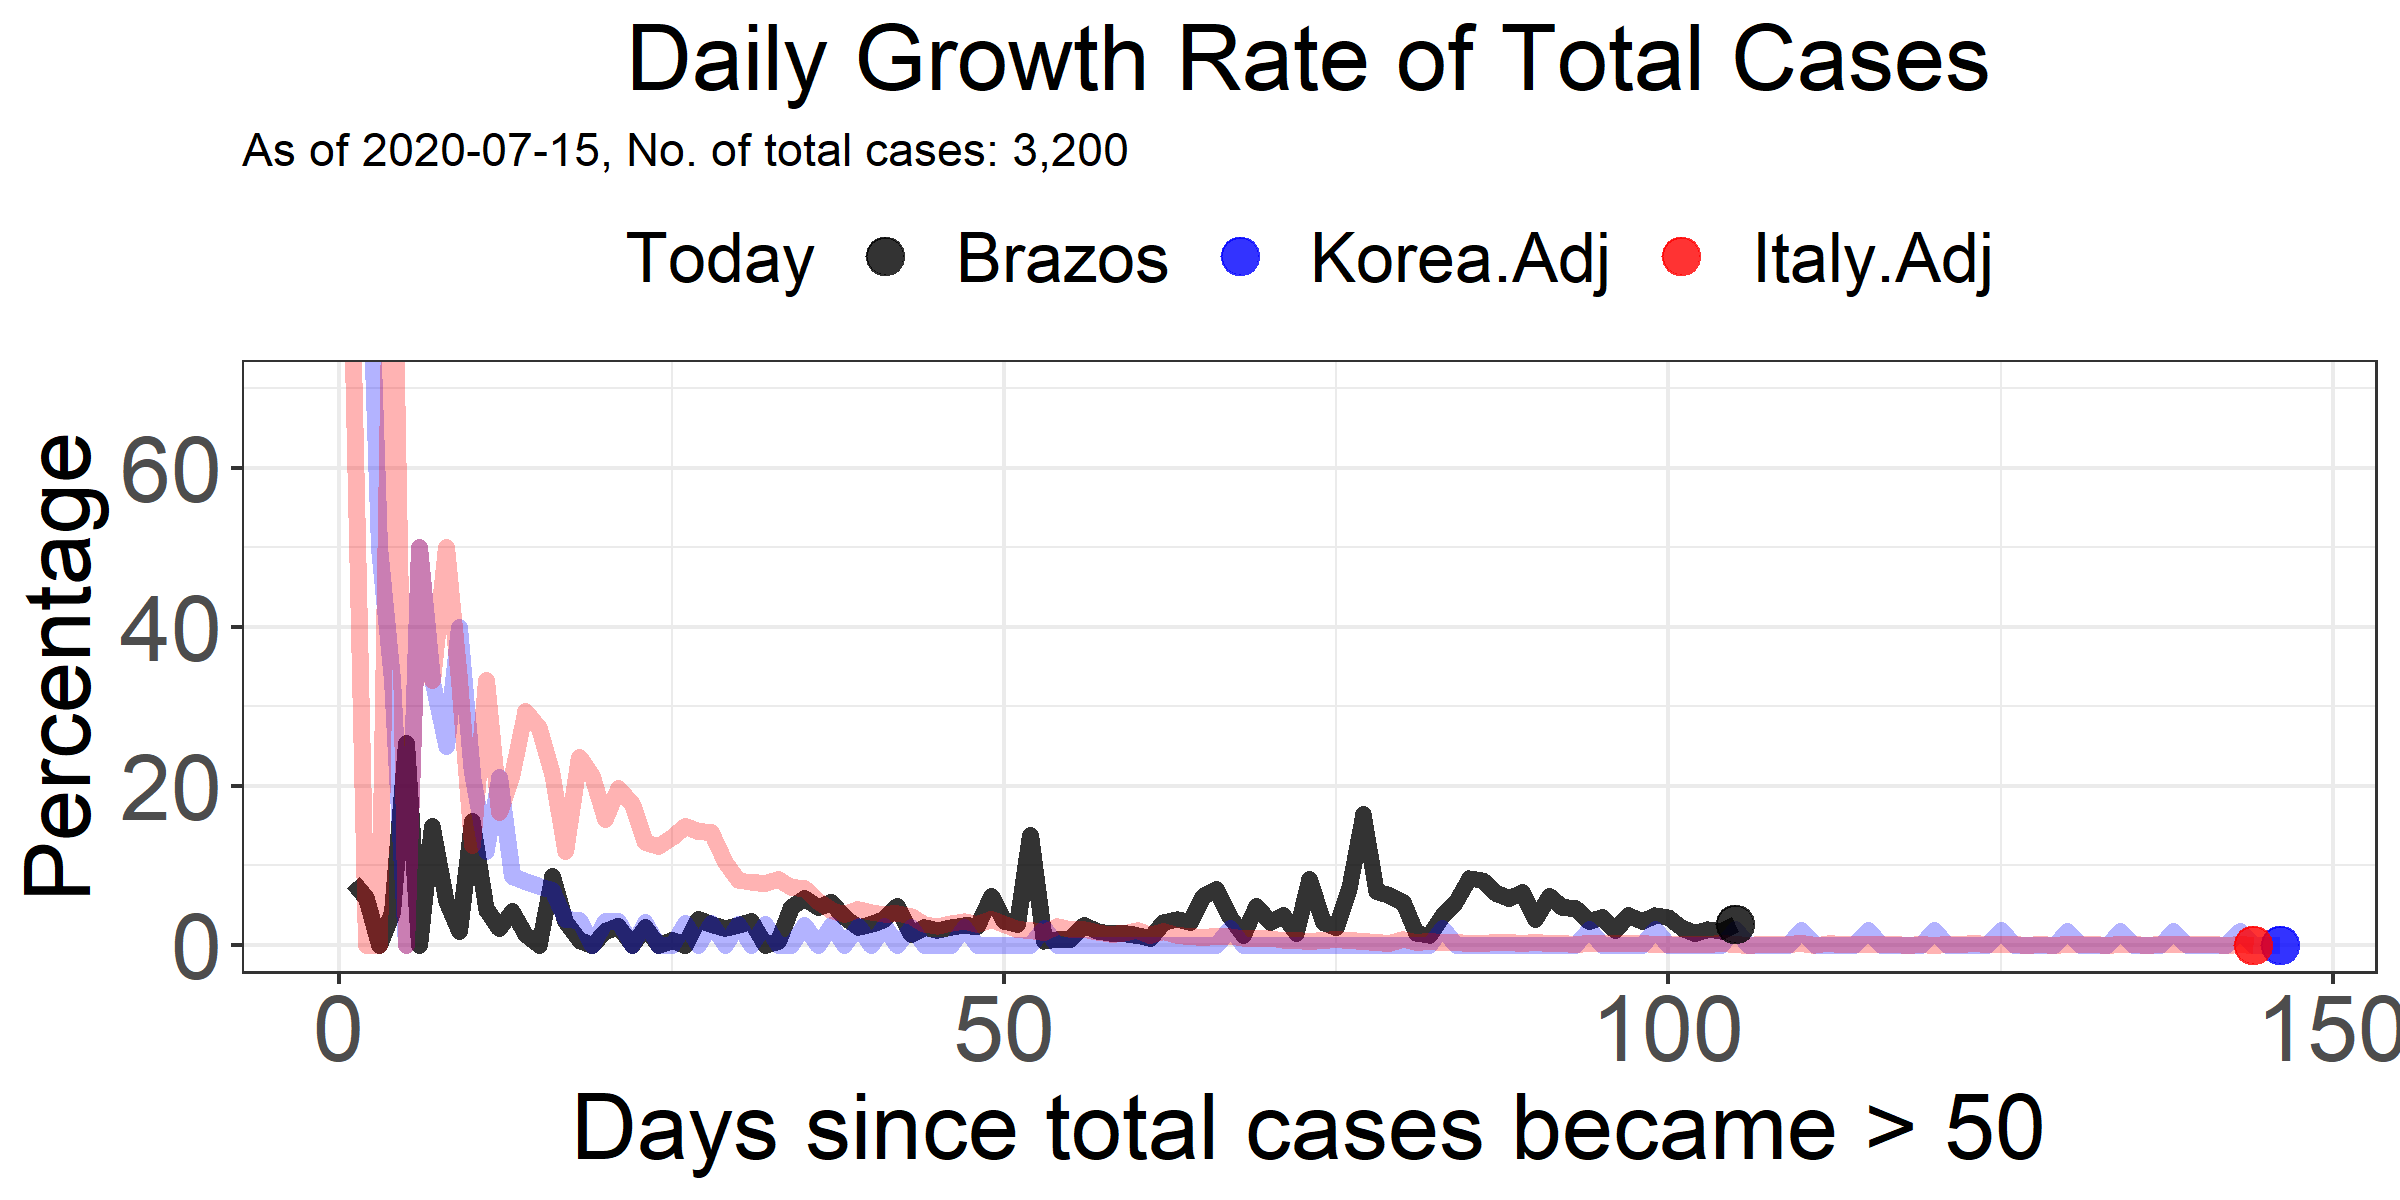 Daily Growth Rate of Total Cases
As of 2020-07-15, No. of total cases: 3,200
Today Brazos Korea.Adj Italy.Adj
Percentage
60
40
20
0
0 50 100 150
Days since total cases became > 50